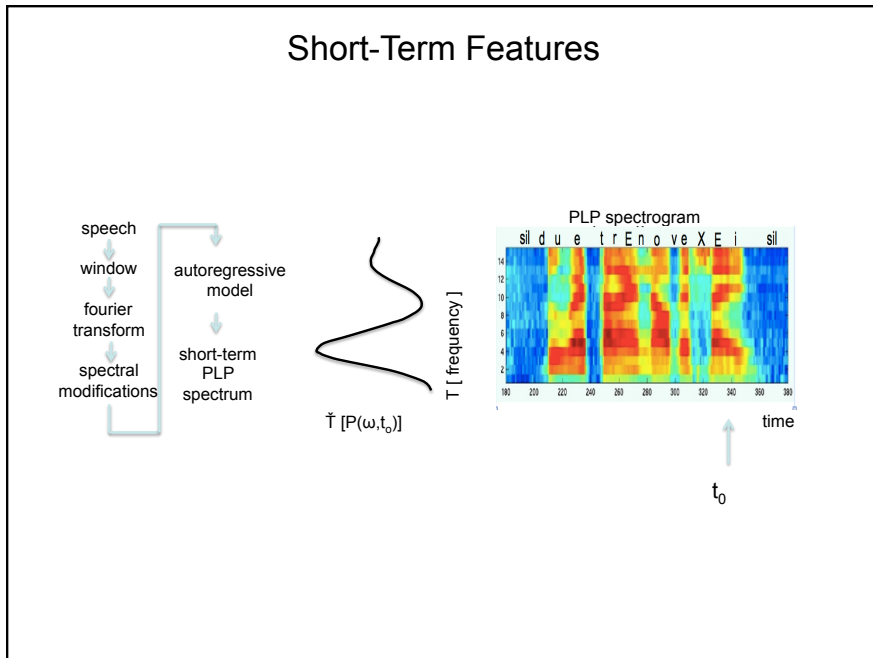 Short-Term Features
speech
window
fourier
transform
spectral
modifications
autoregressive
model
short-term
PLP
spectrum
Ť [P(ω,to)]
T [ frequency ]
PLP spectrogram
sil d u e t r E n o v e X E i sil
14
12
10
8
6
4
2
180 200 220 240 260 280 300 320 340 360 380
time
t0